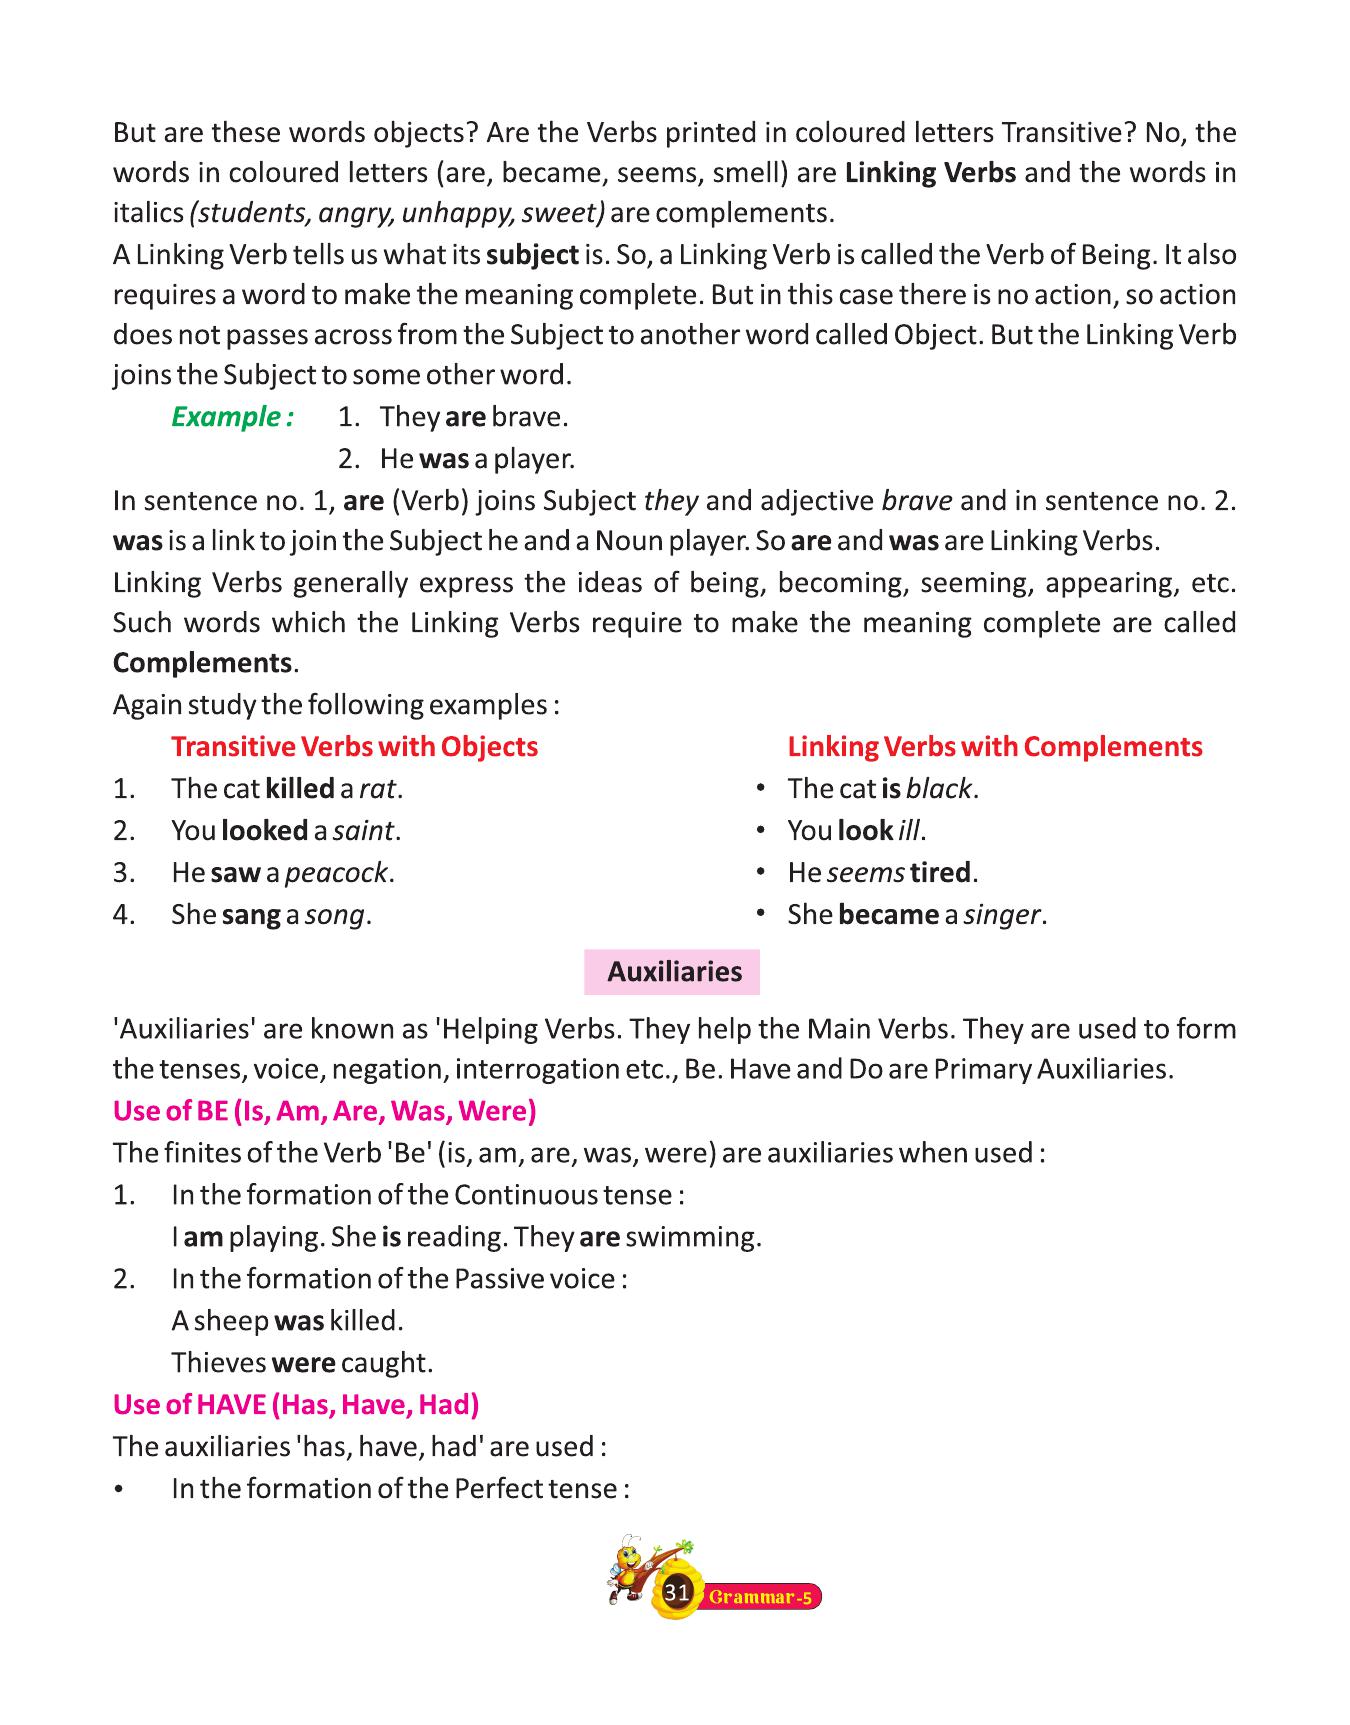 But are these words objects? Are the Verbs printed in coloured letters Transitive? No, the
words in coloured letters (are, became, seems, smell) are Linking Verbs and the words in
italics (students, angry, unhappy, sweet) are complements.
A Linking Verb tells us what its subject is. So, a Linking Verb is called the Verb of Being. It also
requires a word to make the meaning complete. But in this case there is no action, so action
does not passes across from the Subject to another word called Object. But the Linking Verb
joins the Subject to some other word.
Example : 1. They are brave.
2. He was a player.
In sentence no. 1, are (Verb) joins Subject they and adjective brave and in sentence no. 2.
was is a link to join the Subject he and a Noun player. So are and was are Linking Verbs.
Linking Verbs generally express the ideas of being, becoming, seeming, appearing, etc.
Such words which the Linking Verbs require to make the meaning complete are called
Complements.
Again study the following examples :
Transitive Verbs with Objects Linking Verbs with Complements
1. The cat killed a rat. • The cat is black.
2. You looked a saint. • You look ill.
3. He saw a peacock. • He seems tired.
4. She sang a song. • She became a singer.
Auxiliaries
'Auxiliaries' are known as 'Helping Verbs. They help the Main Verbs. They are used to form
the tenses, voice, negation, interrogation etc., Be. Have and Do are Primary Auxiliaries.
Use of BE (Is, Am, Are, Was, Were)
The finites of the Verb 'Be' (is, am, are, was, were) are auxiliaries when used :
1. In the formation of the Continuous tense :
I am playing. She is reading. They are swimming.
2. In the formation of the Passive voice :
A sheep was killed.
Thieves were caught.
Use of HAVE (Has, Have, Had)
The auxiliaries 'has, have, had' are used :
• In the formation of the Perfect tense :
31 Grammar-5